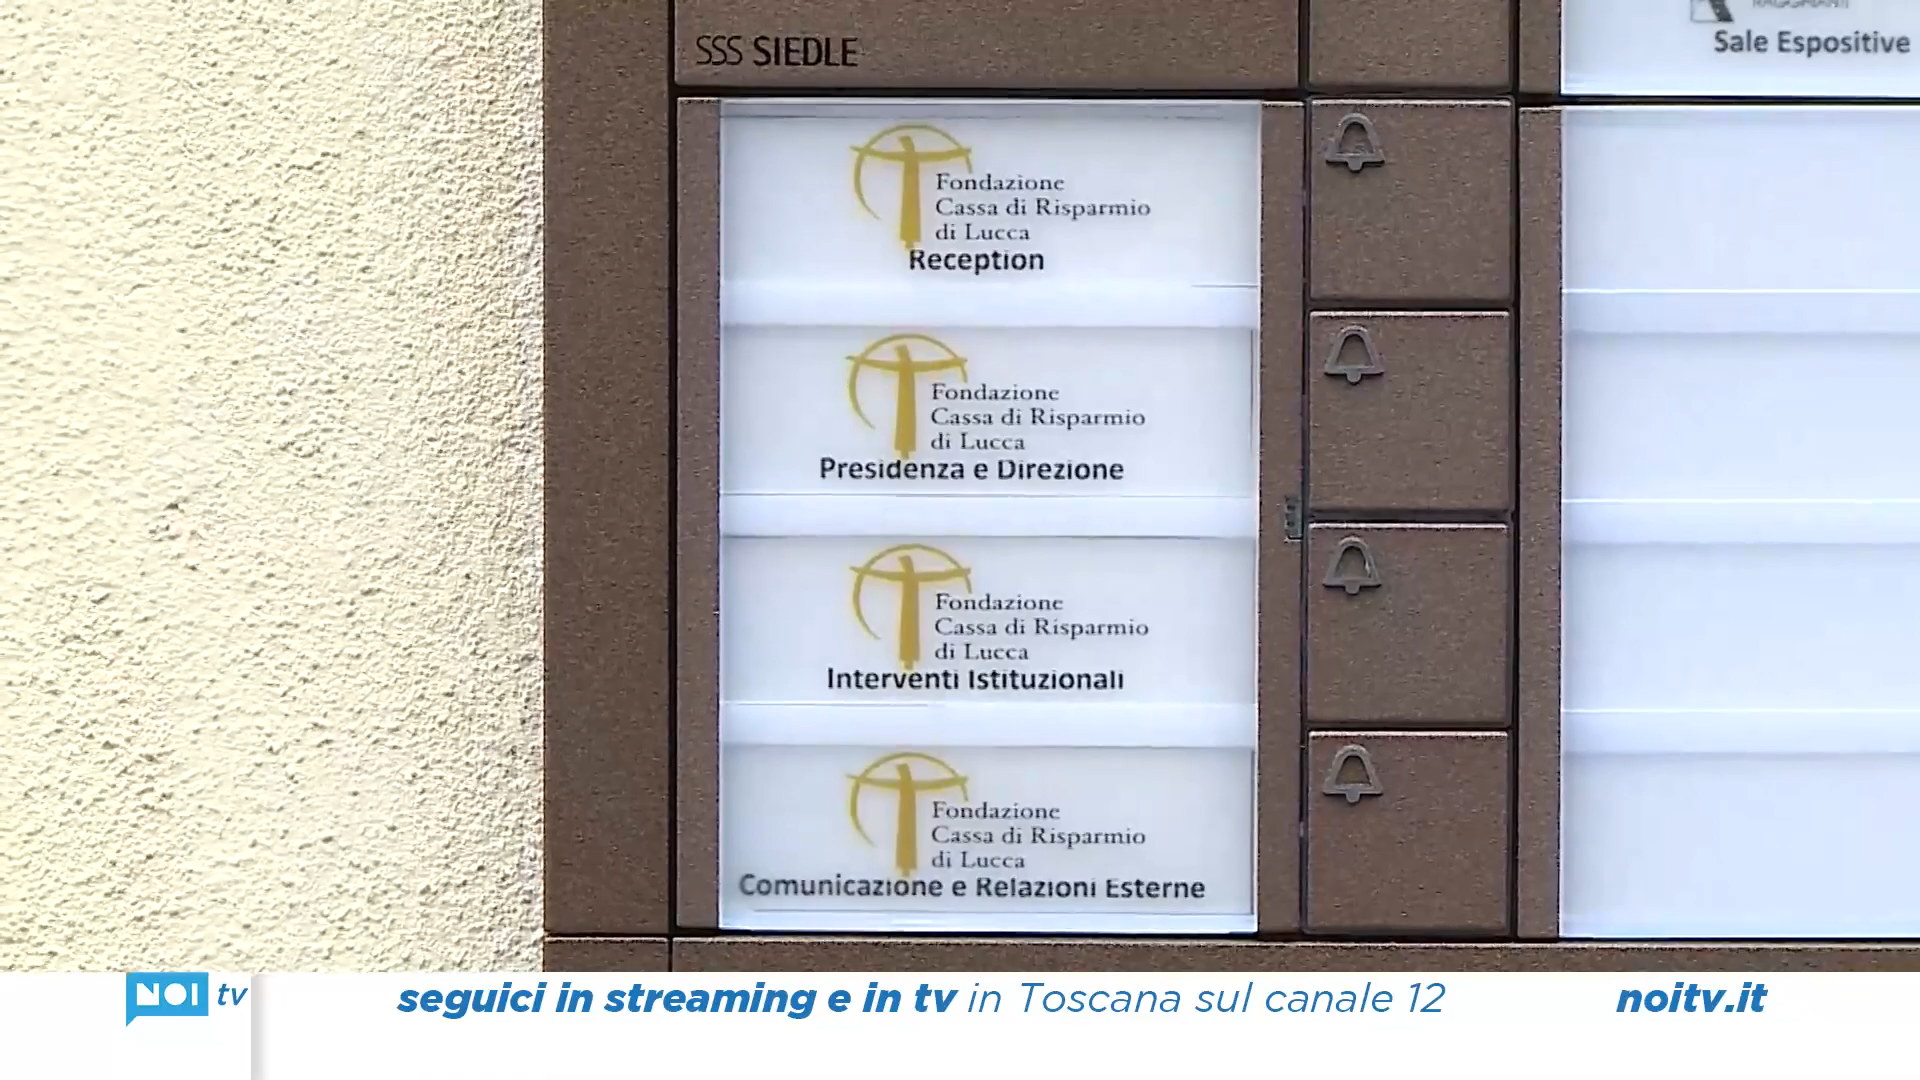 SSS SIEDLE
Sale Espositive
Fondazione
Cassa di Risparmio
di Lucca
Reception
Fondazione
Cassa di Risparmio
di Lucca
Presidenza e Direzione
Fondazione
Cassa di Risparmio
di Lucca
Interventi Istituzionali
Fondazione
Cassa di Risparmio
di Lucca
Comunicazione e Relazioni Esterne
NOI tv
seguici in streaming e in tv in Toscana sul canale 12
noitv.it